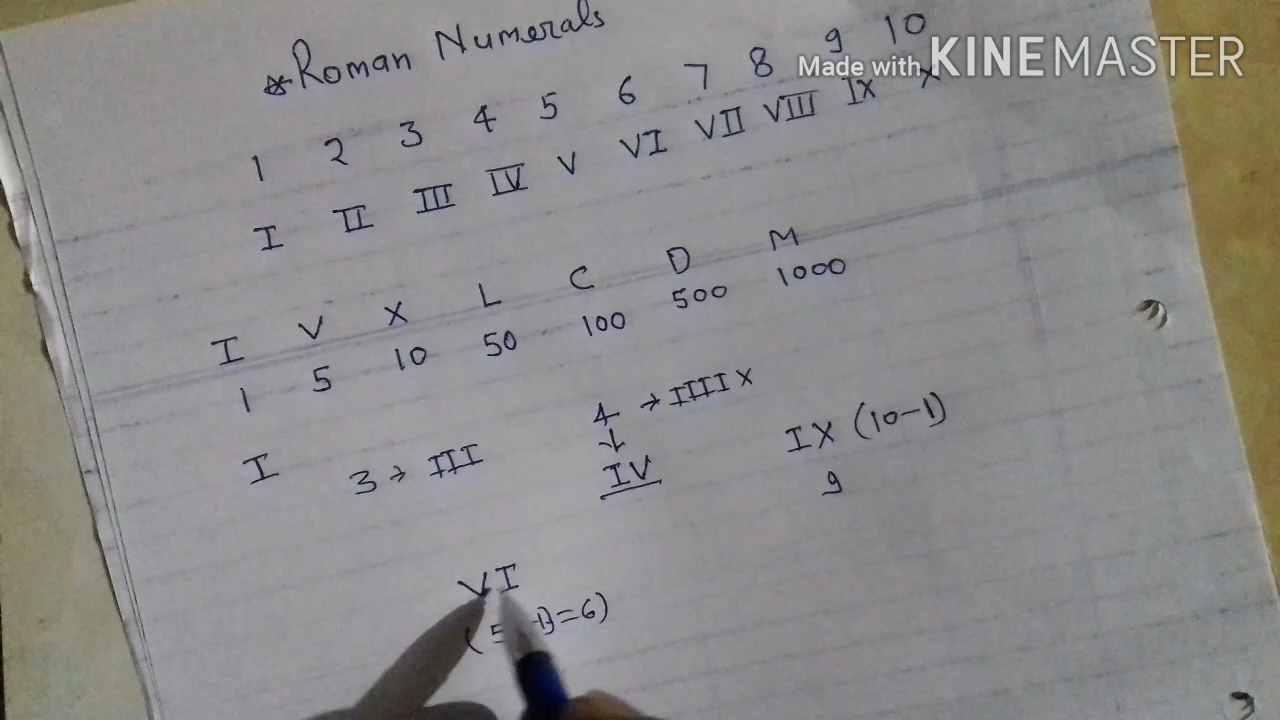 *Roman Numerals
1 2 3 4 5 6 7 8 9 10
Made with KINEMASTER
I II III IV V VI VII VIII IX X
I V X L C D M
1 5 10 50 100 500 1000
I 3 → III 4 → IIII X IX (10-1)
↓
IV 9
VI
(5 1)=6)